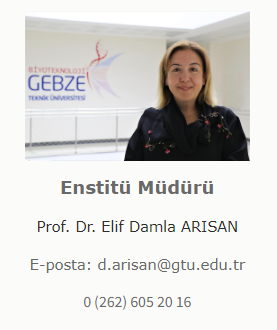 BİYOTEKNOLOJİ
GEBZE
TEKNİK ÜNİVERSİTESİ
Enstitü Müdürü
Prof. Dr. Elif Damla ARISAN
E-posta: d.arisan@gtu.edu.tr
0 (262) 605 20 16